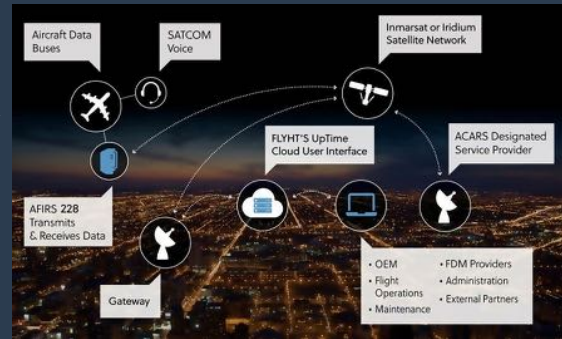 Aircraft Data
Buses
SATCOM
Voice
Inmarsat or Iridium
Satellite Network
FLYHT'S UpTime
Cloud User Interface
ACARS Designated
Service Provider
AFIRS 228
Transmits
& Receives Data
Gateway
• OEM
• Flight
Operations
• Maintenance
• FDM Providers
• Administration
• External Partners